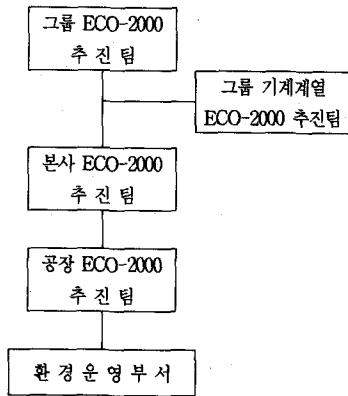 그룹 ECO-2000
추 진 팀
그룹 기계계열
ECO-2000 추진팀
본사 ECO-2000
추 진 팀
공장 ECO-2000
추 진 팀
환 경 운 영 부 서